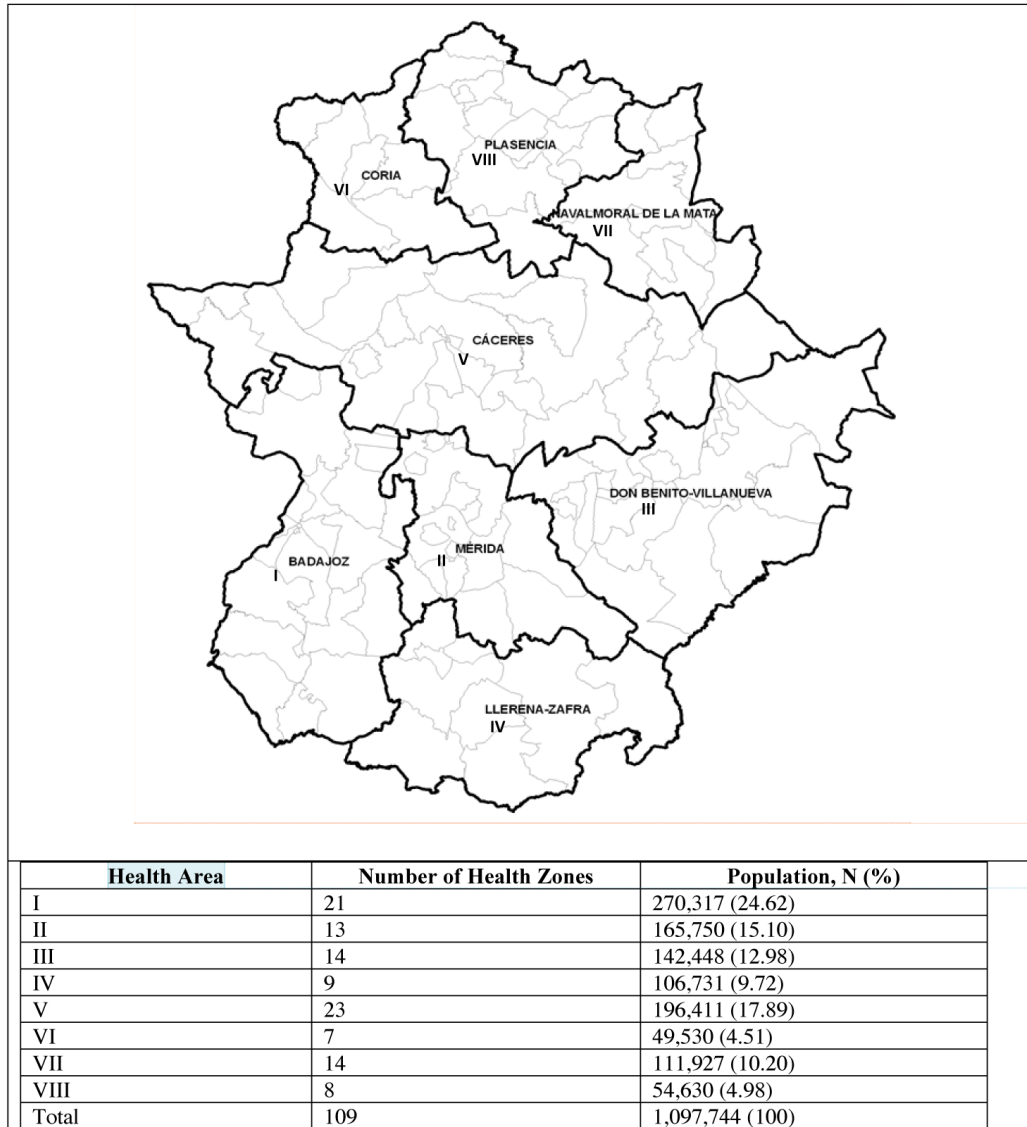 PLASENCIA
VIII
CORIA
VI
NAVALMORAL DE LA MATA
VII
CÁCERES
V
DON BENITO-VILLANUEVA
III
MÉRIDA
II
BADAJOZ
I
LLERENA-ZAFRA
IV
Health Area Number of Health Zones Population, N (%)
I 21 270,317 (24.62)
II 13 165,750 (15.10)
III 14 142,448 (12.98)
IV 9 106,731 (9.72)
V 23 196,411 (17.89)
VI 7 49,530 (4.51)
VII 14 111,927 (10.20)
VIII 8 54,630 (4.98)
Total 109 1,097,744 (100)